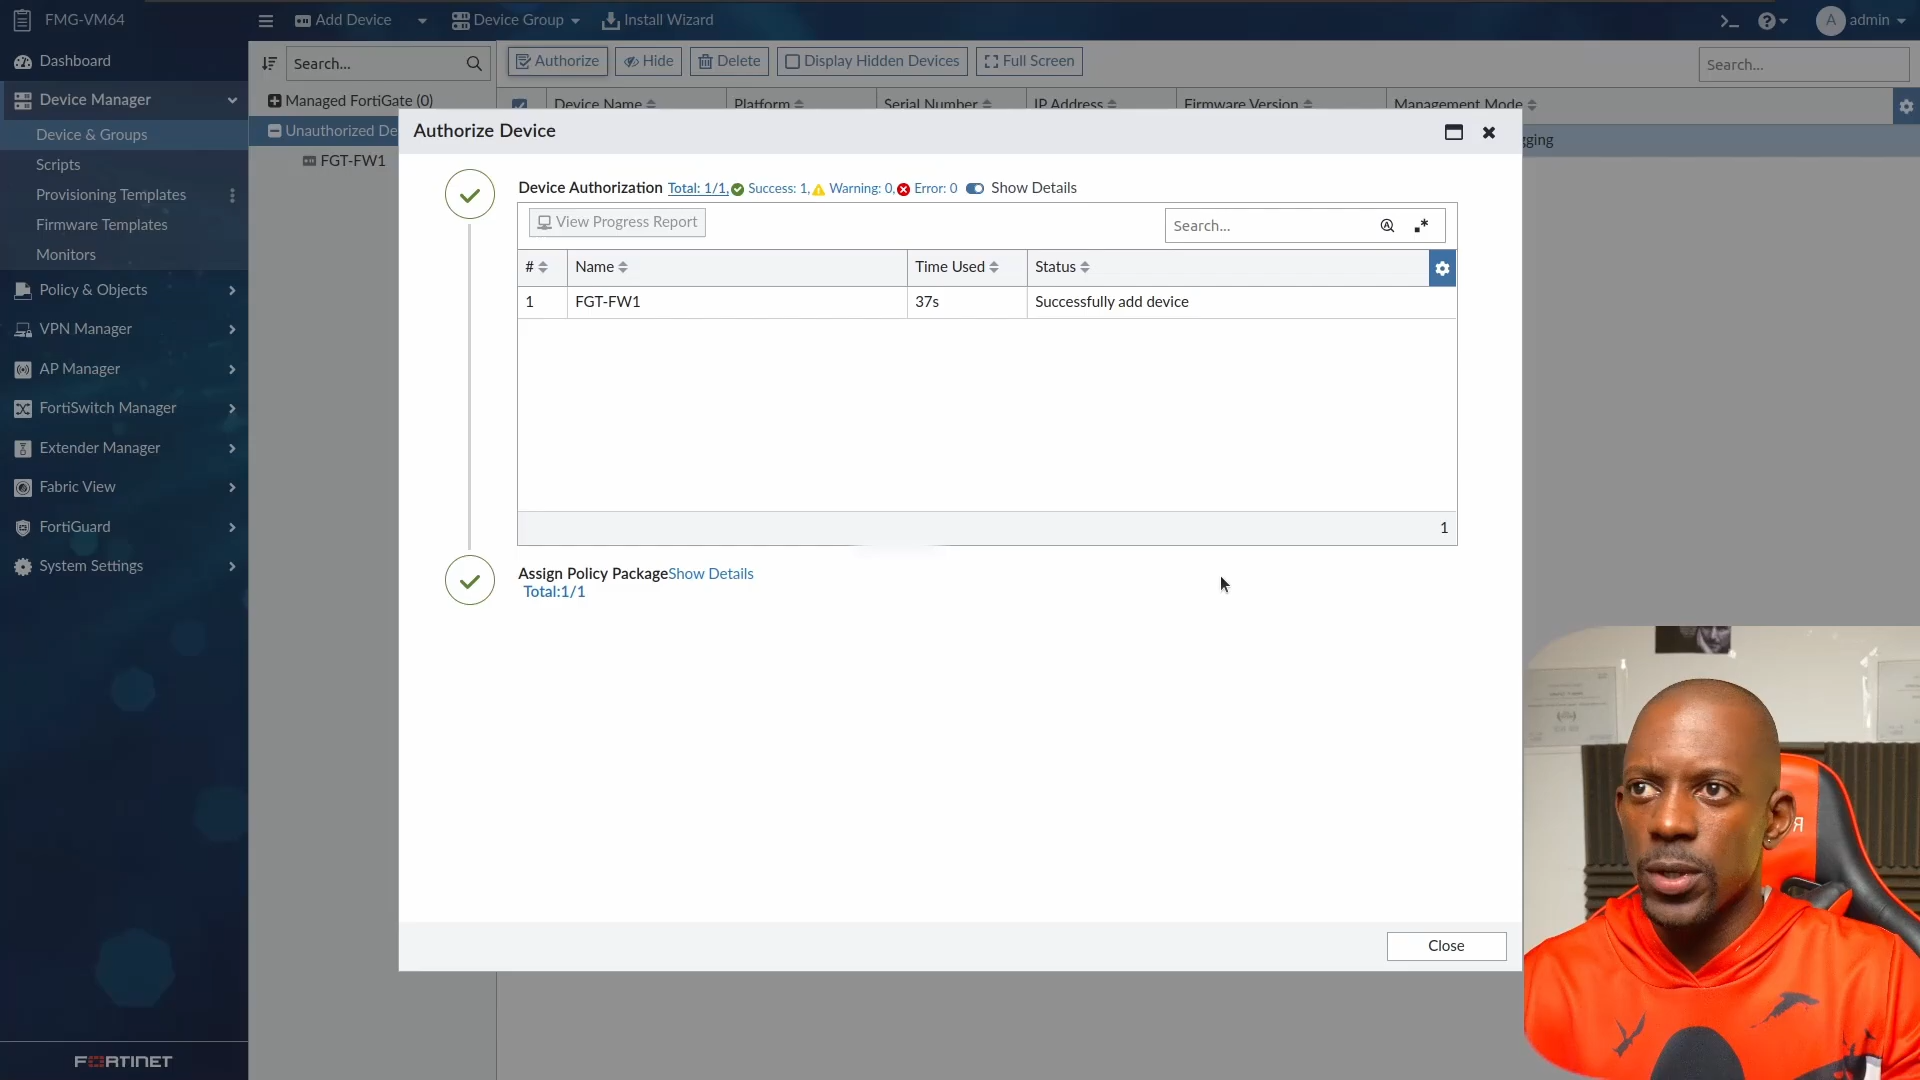 FMG-VM64
Add Device
Device Group
Install Wizard
A
admin
Dashboard
Device Manager
Device & Groups
Scripts
Provisioning Templates
Firmware Templates
Monitors
Policy & Objects
VPN Manager
AP Manager
FortiSwitch Manager
Extender Manager
Fabric View
FortiGuard
System Settings
FORTINET
Search...
Managed FortiGate (0)
Unauthorized De
FGT-FW1
Authorize
Hide
Delete
Display Hidden Devices
Full Screen
Search...
Device Name
Platform
Serial Number
IP Address
Firmware Version
Management Mode
gging
Authorize Device
Device Authorization Total: 1/1, Success: 1, Warning: 0, Error: 0 Show Details
View Progress Report
Search...
# Name Time Used Status
1 FGT-FW1 37s Successfully add device
1
Assign Policy PackageShow Details
Total:1/1
Close